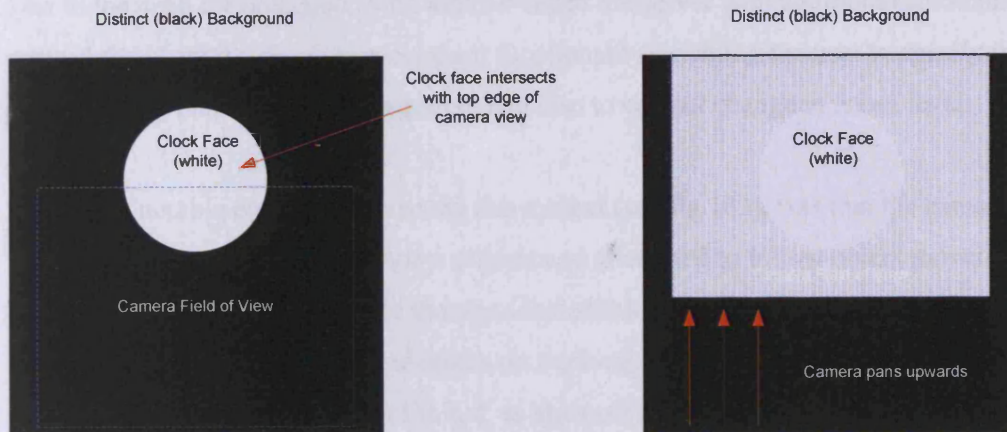 Distinct (black) Background
Distinct (black) Background
Clock Face
(white)
Clock face intersects
with top edge of
camera view
Camera Field of View
Clock Face
(white)
Camera pans upwards